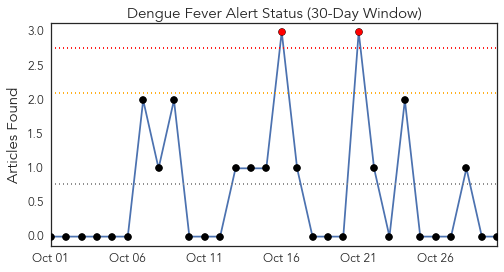 Dengue Fever Alert Status (30-Day Window)
Articles Found
3.0
2.5
2.0
1.5
1.0
0.5
0.0
Oct 01 Oct 06 Oct 11 Oct 16 Oct 21 Oct 26